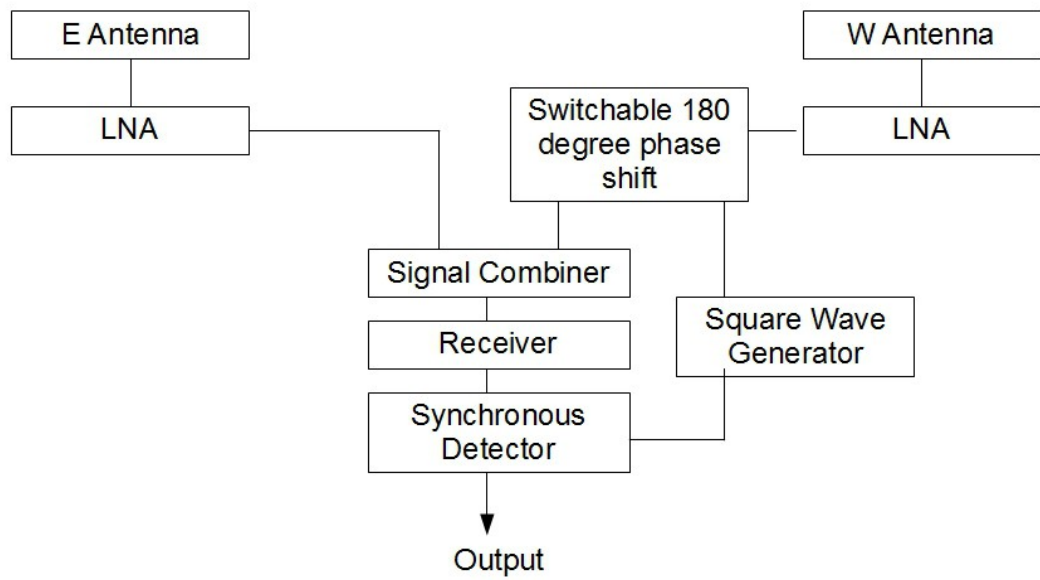 E Antenna
W Antenna
LNA
Switchable 180
degree phase
shift
LNA
Signal Combiner
Square Wave
Generator
Receiver
Synchronous
Detector
Output